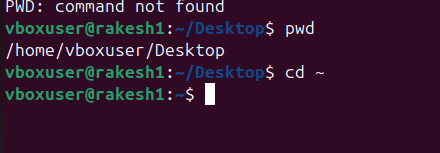 PWD: command not found
vboxuser@rakesh1:~/Desktop$ pwd
/home/vboxuser/Desktop
vboxuser@rakesh1:~/Desktop$ cd ~
vboxuser@rakesh1:~$